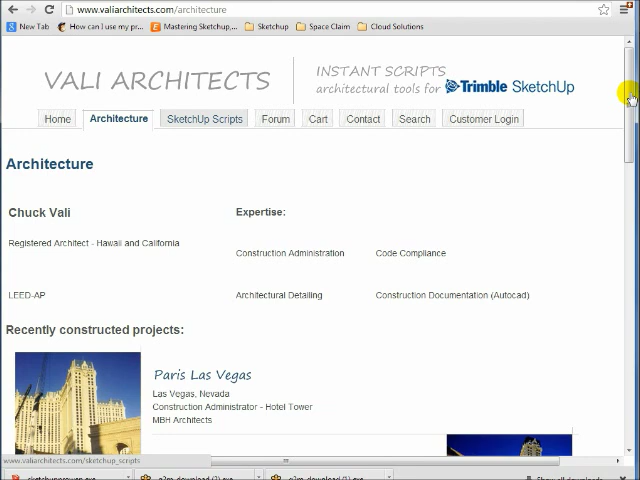 www.valiarchitects.com/architecture
New Tab How can I use my pr... Mastering Sketchup,... Sketchup Space Claim Cloud Solutions
VALI ARCHITECTS
INSTANT SCRIPTS
architectural tools for Trimble SketchUp
Home Architecture SketchUp Scripts Forum Cart Contact Search Customer Login
Architecture
Chuck Vali Expertise:
Registered Architect - Hawaii and California
Construction Administration Code Compliance
LEED-AP Architectural Detailing Construction Documentation (Autocad)
Recently constructed projects:
Paris Las Vegas
Las Vegas, Nevada
Construction Administrator - Hotel Tower
MBH Architects
www.valiarchitects.com/sketchup_scripts